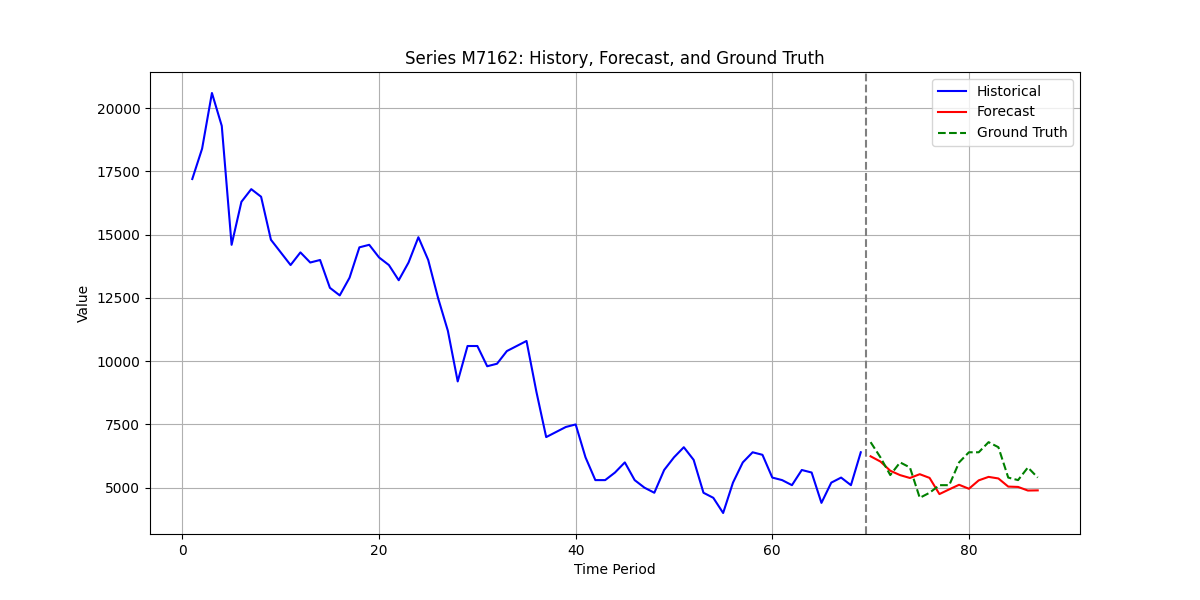 Series M7162: History, Forecast, and Ground Truth
Historical
Forecast
Ground Truth
20000
17500
15000
12500
10000
7500
5000
Value
0
20
40
60
80
Time Period